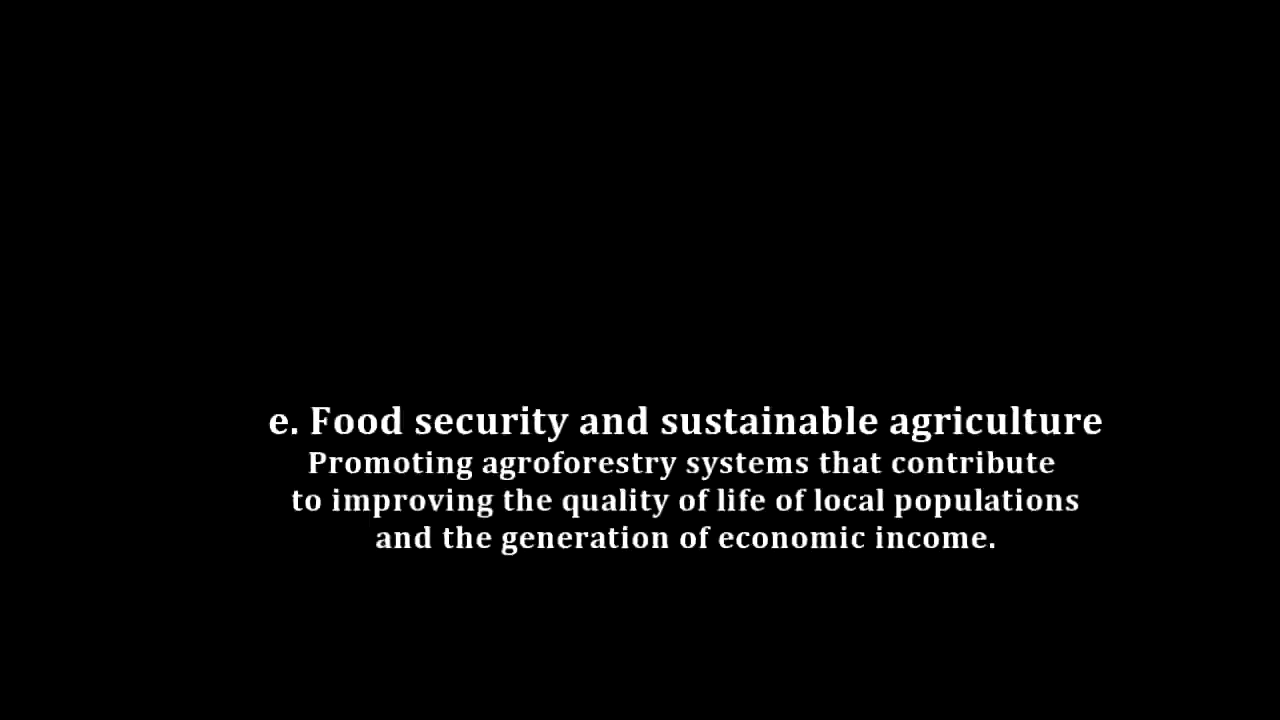 e. Food security and sustainable agriculture
Promoting agroforestry systems that contribute
to improving the quality of life of local populations
and the generation of economic income.